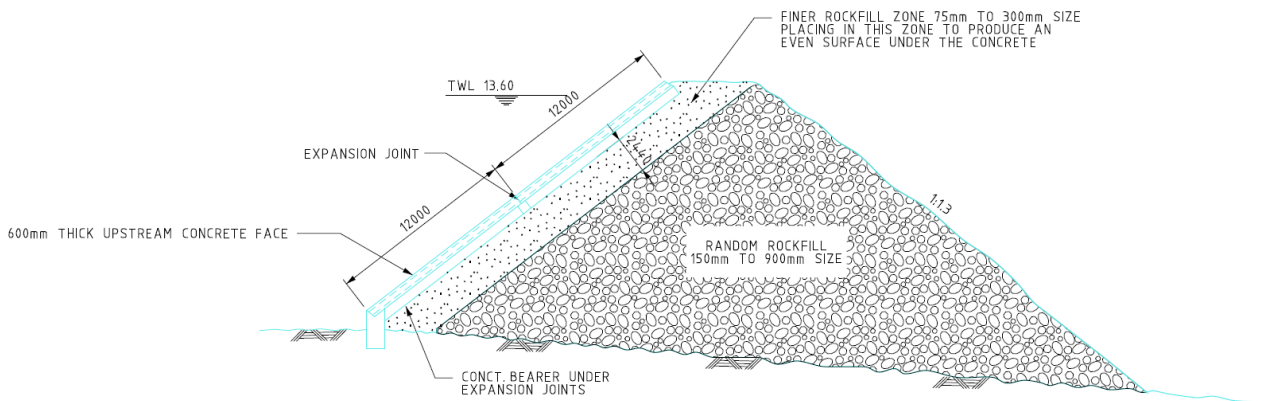 FINER ROCKFILL ZONE 75mm TO 300mm SIZE
PLACING IN THIS ZONE TO PRODUCE AN
EVEN SURFACE UNDER THE CONCRETE
TWL 13.60
12000
EXPANSION JOINT
2440
12000
1:1.3
600mm THICK UPSTREAM CONCRETE FACE
RANDOM ROCKFILL
150mm TO 900mm SIZE
CONCT. BEARER UNDER
EXPANSION JOINTS